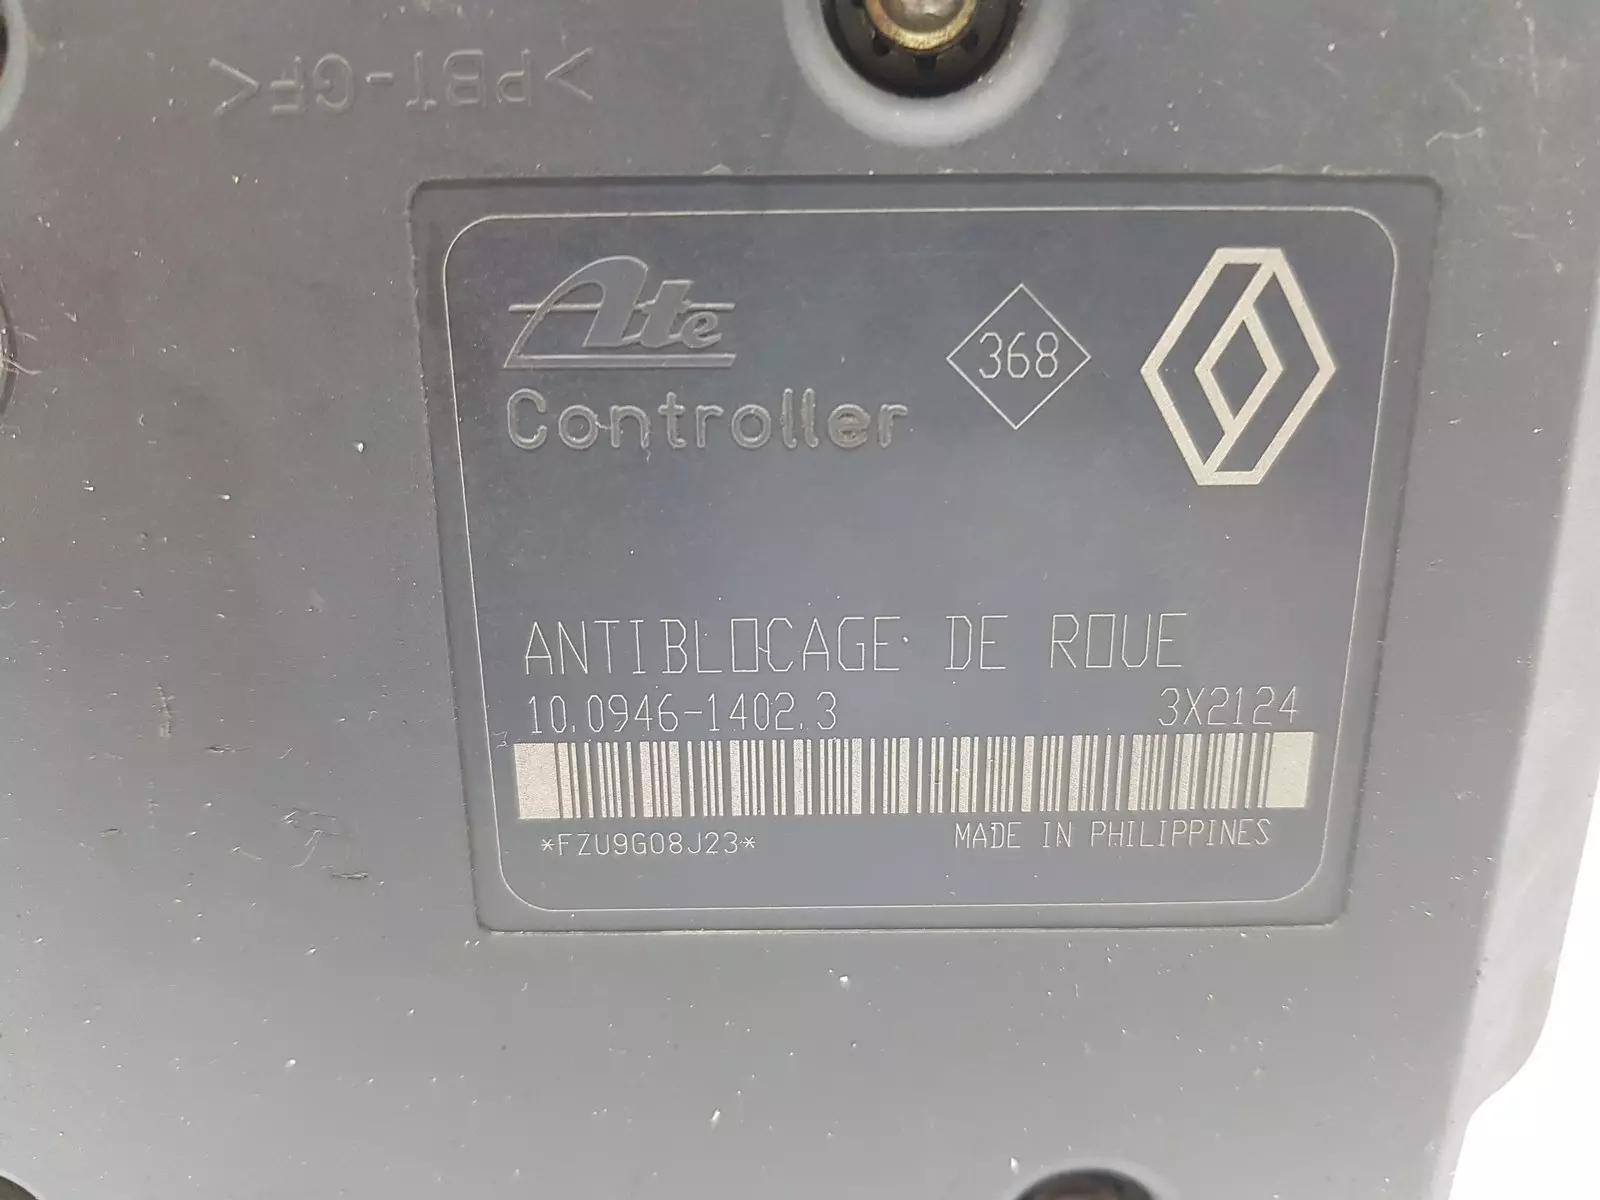 >PBT-GF<
Ate
368
Controller
ANTIBLOCAGE DE ROUE
10.0946-1402.3 3X2124
*FZU9G08J23* MADE IN PHILIPPINES